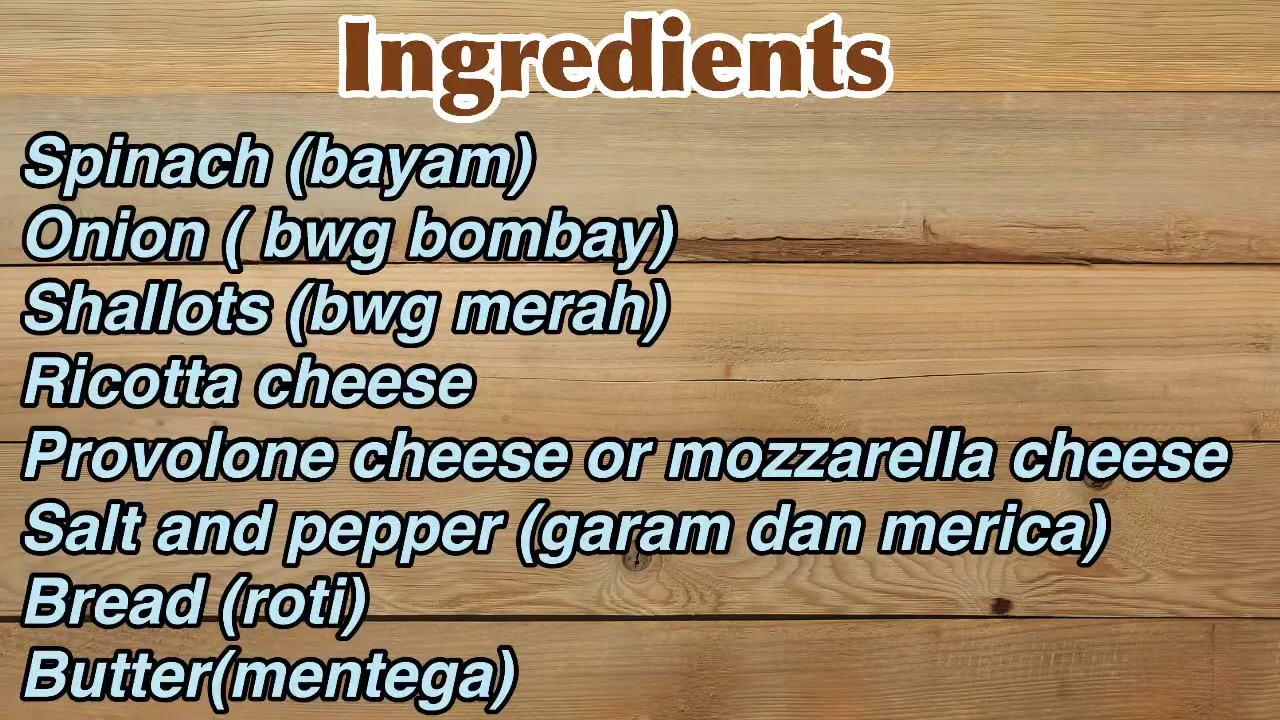 Ingredients
Spinach (bayam)
Onion ( bwg bombay)
Shallots (bwg merah)
Ricotta cheese
Provolone cheese or mozzarella cheese
Salt and pepper (garam dan merica)
Bread (roti)
Butter(mentega)